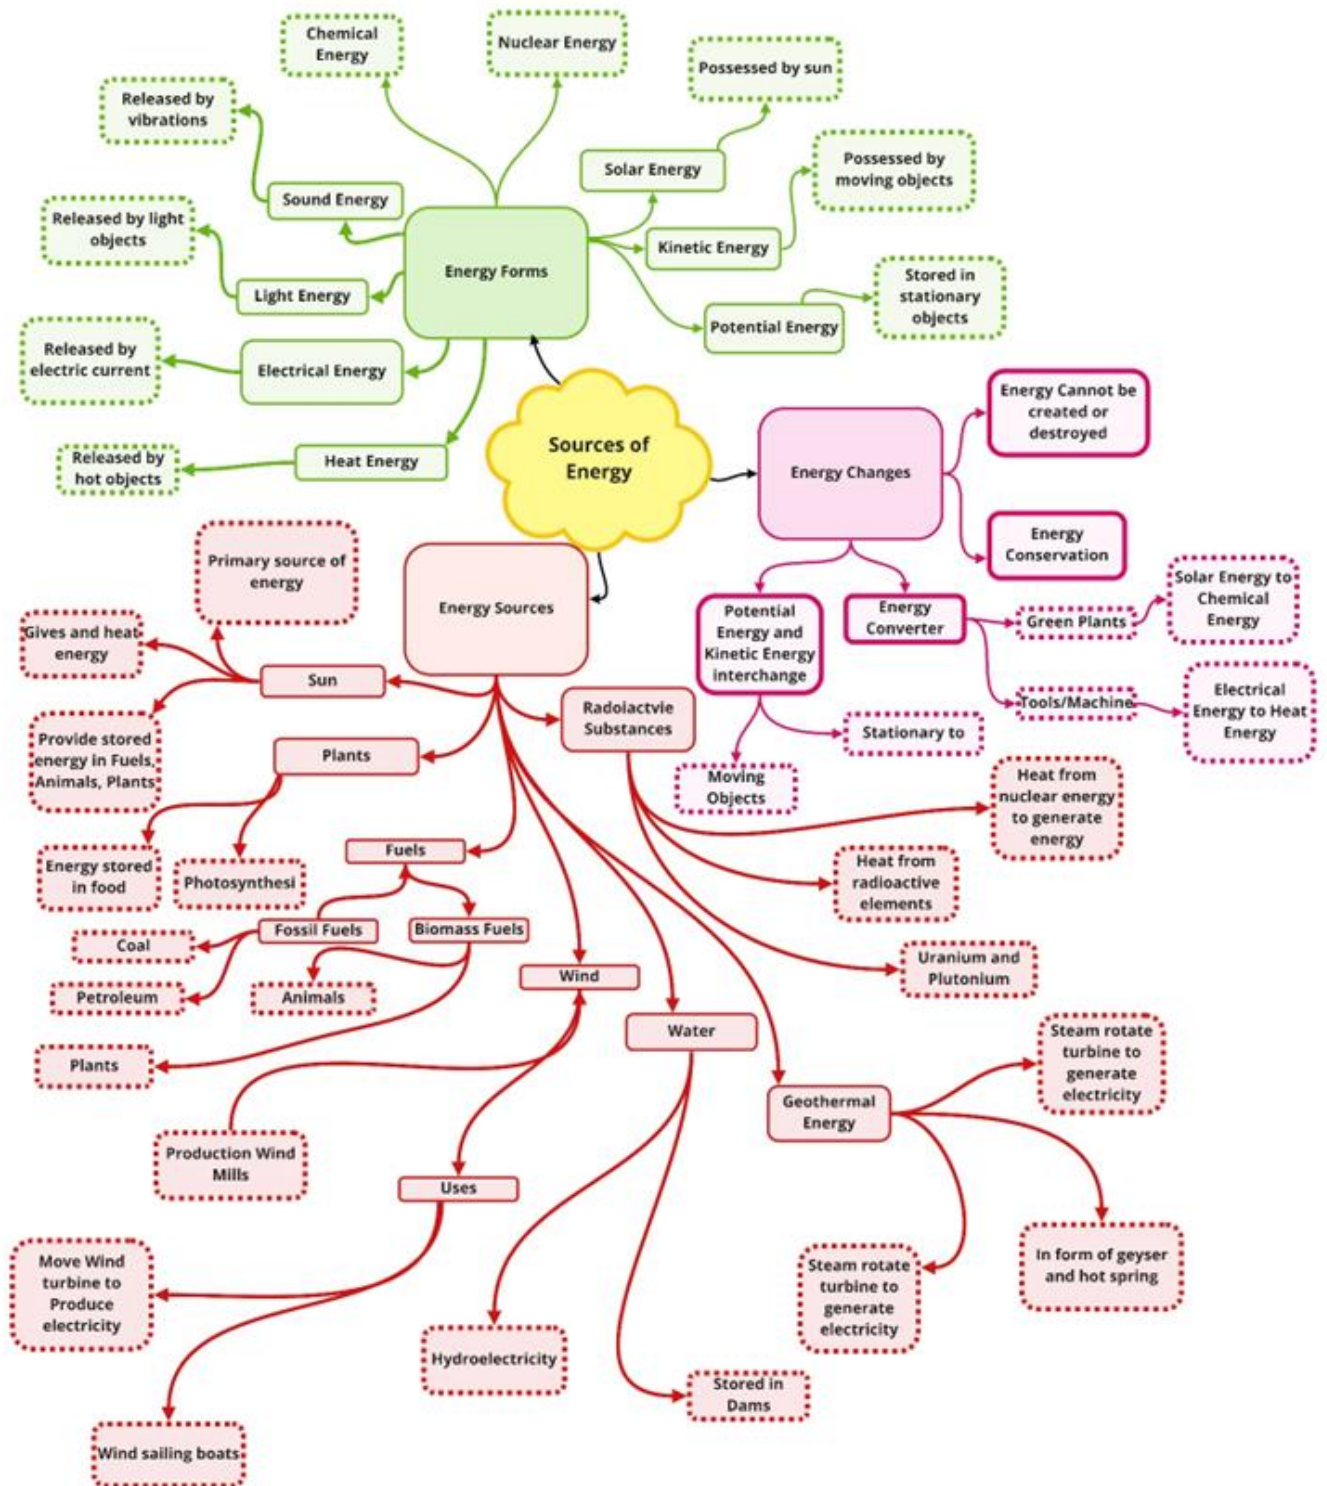 Chemical
Energy
Nuclear Energy
Possessed by sun
Released by
vibrations
Solar Energy
Possessed by
moving objects
Sound Energy
Released by light
objects
Kinetic Energy
Energy Forms
Light Energy
Stored in
stationary
objects
Potential Energy
Released by
electric current
Electrical Energy
Heat Energy
Released by
hot objects
Sources of
Energy
Energy Changes
Energy Cannot be
created or
destroyed
Energy
Conservation
Potential
Energy and
Kinetic Energy
interchange
Energy
Converter
Green Plants
Solar Energy to
Chemical
Energy
Tools/Machine
Electrical
Energy to Heat
Energy
Stationary to
Moving
Objects
Energy Sources
Primary source of
energy
Gives and heat
energy
Sun
Provide stored
energy in Fuels,
Animals, Plants
Radoiactvie
Substances
Plants
Heat from
nuclear energy
to generate
energy
Energy stored
in food
Photosynthesi
Fuels
Heat from
radioactive
elements
Fossil Fuels
Biomass Fuels
Coal
Petroleum
Animals
Plants
Wind
Uranium and
Plutonium
Water
Steam rotate
turbine to
generate
electricity
Geothermal
Energy
Production Wind
Mills
Uses
Move Wind
turbine to
Produce
electricity
Steam rotate
turbine to
generate
electricity
In form of geyser
and hot spring
Hydroelectricity
Stored in
Dams
Wind sailing boats